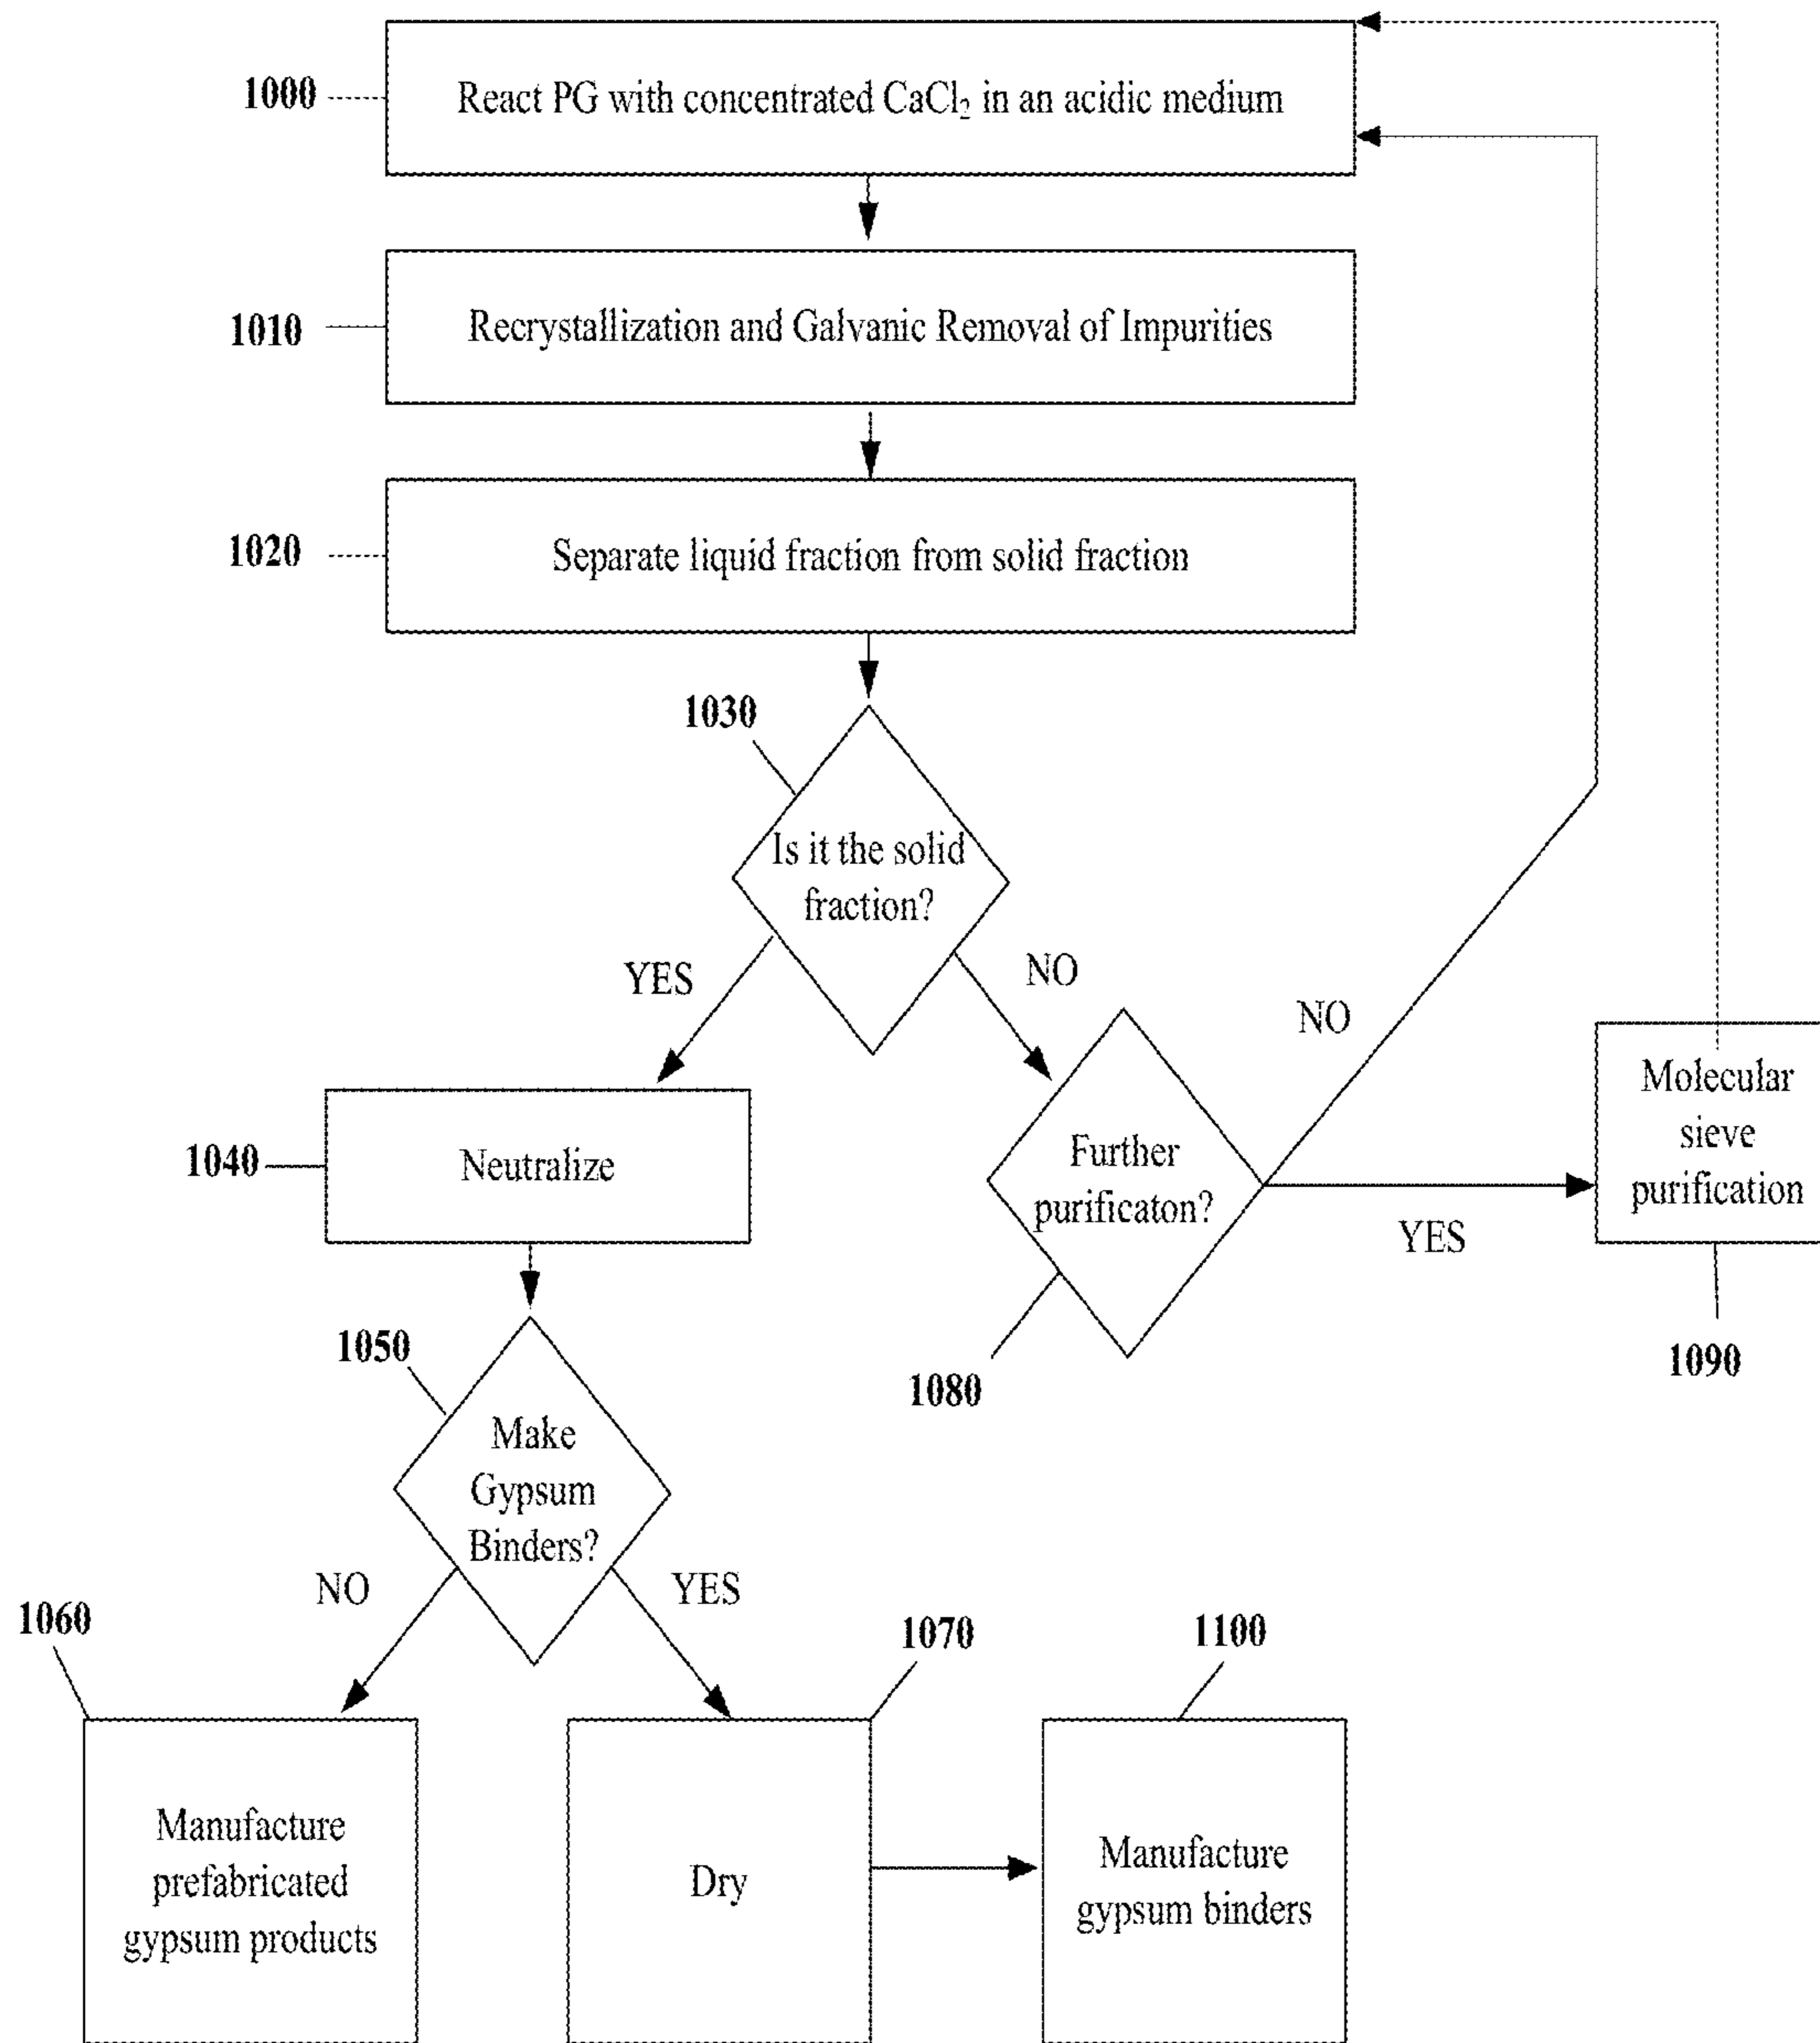 1000
React PG with concentrated CaCl₂ in an acidic medium
1010
Recrystallization and Galvanic Removal of Impurities
1020
Separate liquid fraction from solid fraction
1030
Is it the solid
fraction?
YES
NO
NO
1040
Neutralize
Further
purificaton?
YES
Molecular
sieve
purification
1080
1090
1050
Make
Gypsum
Binders?
NO
YES
1060
1070
1100
Manufacture
prefabricated
gypsum products
Dry
Manufacture
gypsum binders